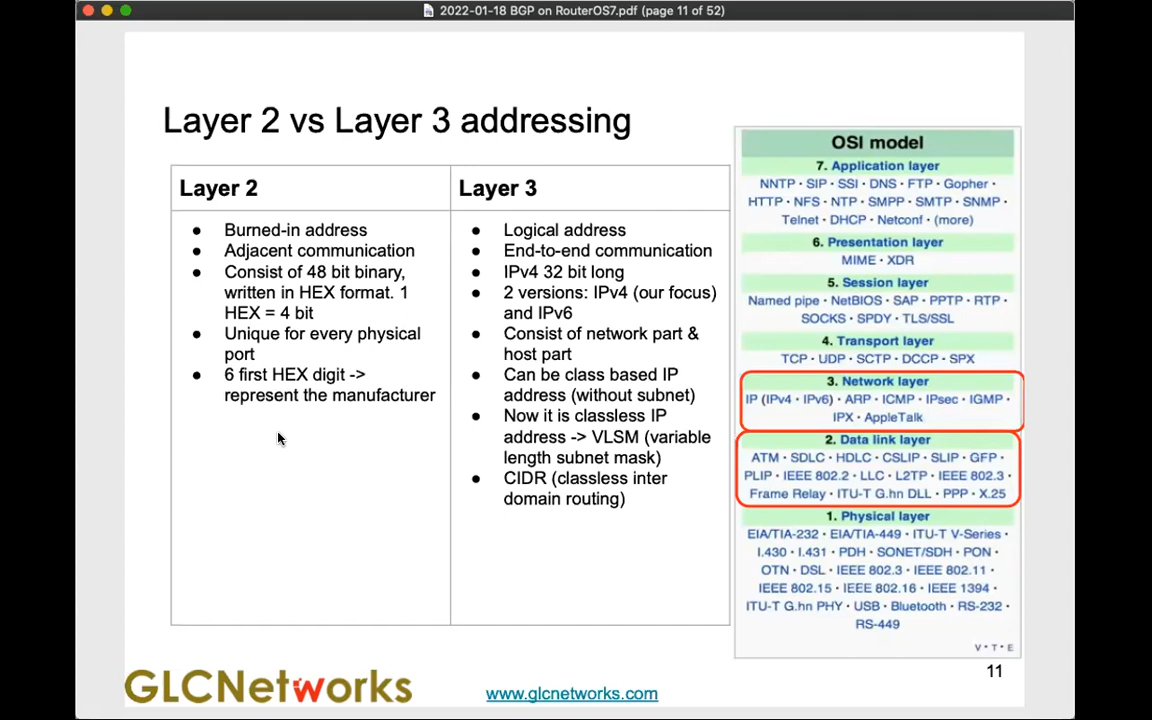 2022-01-18 BGP on RouterOS7.pdf (page 11 of 52)
Layer 2 vs Layer 3 addressing
Layer 2
● Burned-in address
● Adjacent communication
● Consist of 48 bit binary,
written in HEX format. 1
HEX = 4 bit
● Unique for every physical
port
● 6 first HEX digit ->
represent the manufacturer
Layer 3
● Logical address
● End-to-end communication
● IPv4 32 bit long
● 2 versions: IPv4 (our focus)
and IPv6
● Consist of network part &
host part
● Can be class based IP
address (without subnet)
● Now it is classless IP
address -> VLSM (variable
length subnet mask)
● CIDR (classless inter
domain routing)
OSI model
7. Application layer
NNTP · SIP · SSI · DNS · FTP · Gopher ·
HTTP · NFS · NTP · SMPP · SMTP · SNMP ·
Telnet · DHCP · Netconf · (more)
6. Presentation layer
MIME · XDR
5. Session layer
Named pipe · NetBIOS · SAP · PPTP · RTP ·
SOCKS · SPDY · TLS/SSL
4. Transport layer
TCP · UDP · SCTP · DCCP · SPX
3. Network layer
IP (IPv4 · IPv6) · ARP · ICMP · IPsec · IGMP ·
IPX · AppleTalk
2. Data link layer
ATM · SDLC · HDLC · CSLIP · SLIP · GFP ·
PLIP · IEEE 802.2 · LLC · L2TP · IEEE 802.3 ·
Frame Relay · ITU-T G.hn DLL · PPP · X.25
1. Physical layer
EIA/TIA-232 · EIA/TIA-449 · ITU-T V-Series ·
I.430 · I.431 · PDH · SONET/SDH · PON ·
OTN · DSL · IEEE 802.3 · IEEE 802.11 ·
IEEE 802.15 · IEEE 802.16 · IEEE 1394 ·
ITU-T G.hn PHY · USB · Bluetooth · RS-232 ·
RS-449
V · T · E
11
GLCNetworks
www.glcnetworks.com